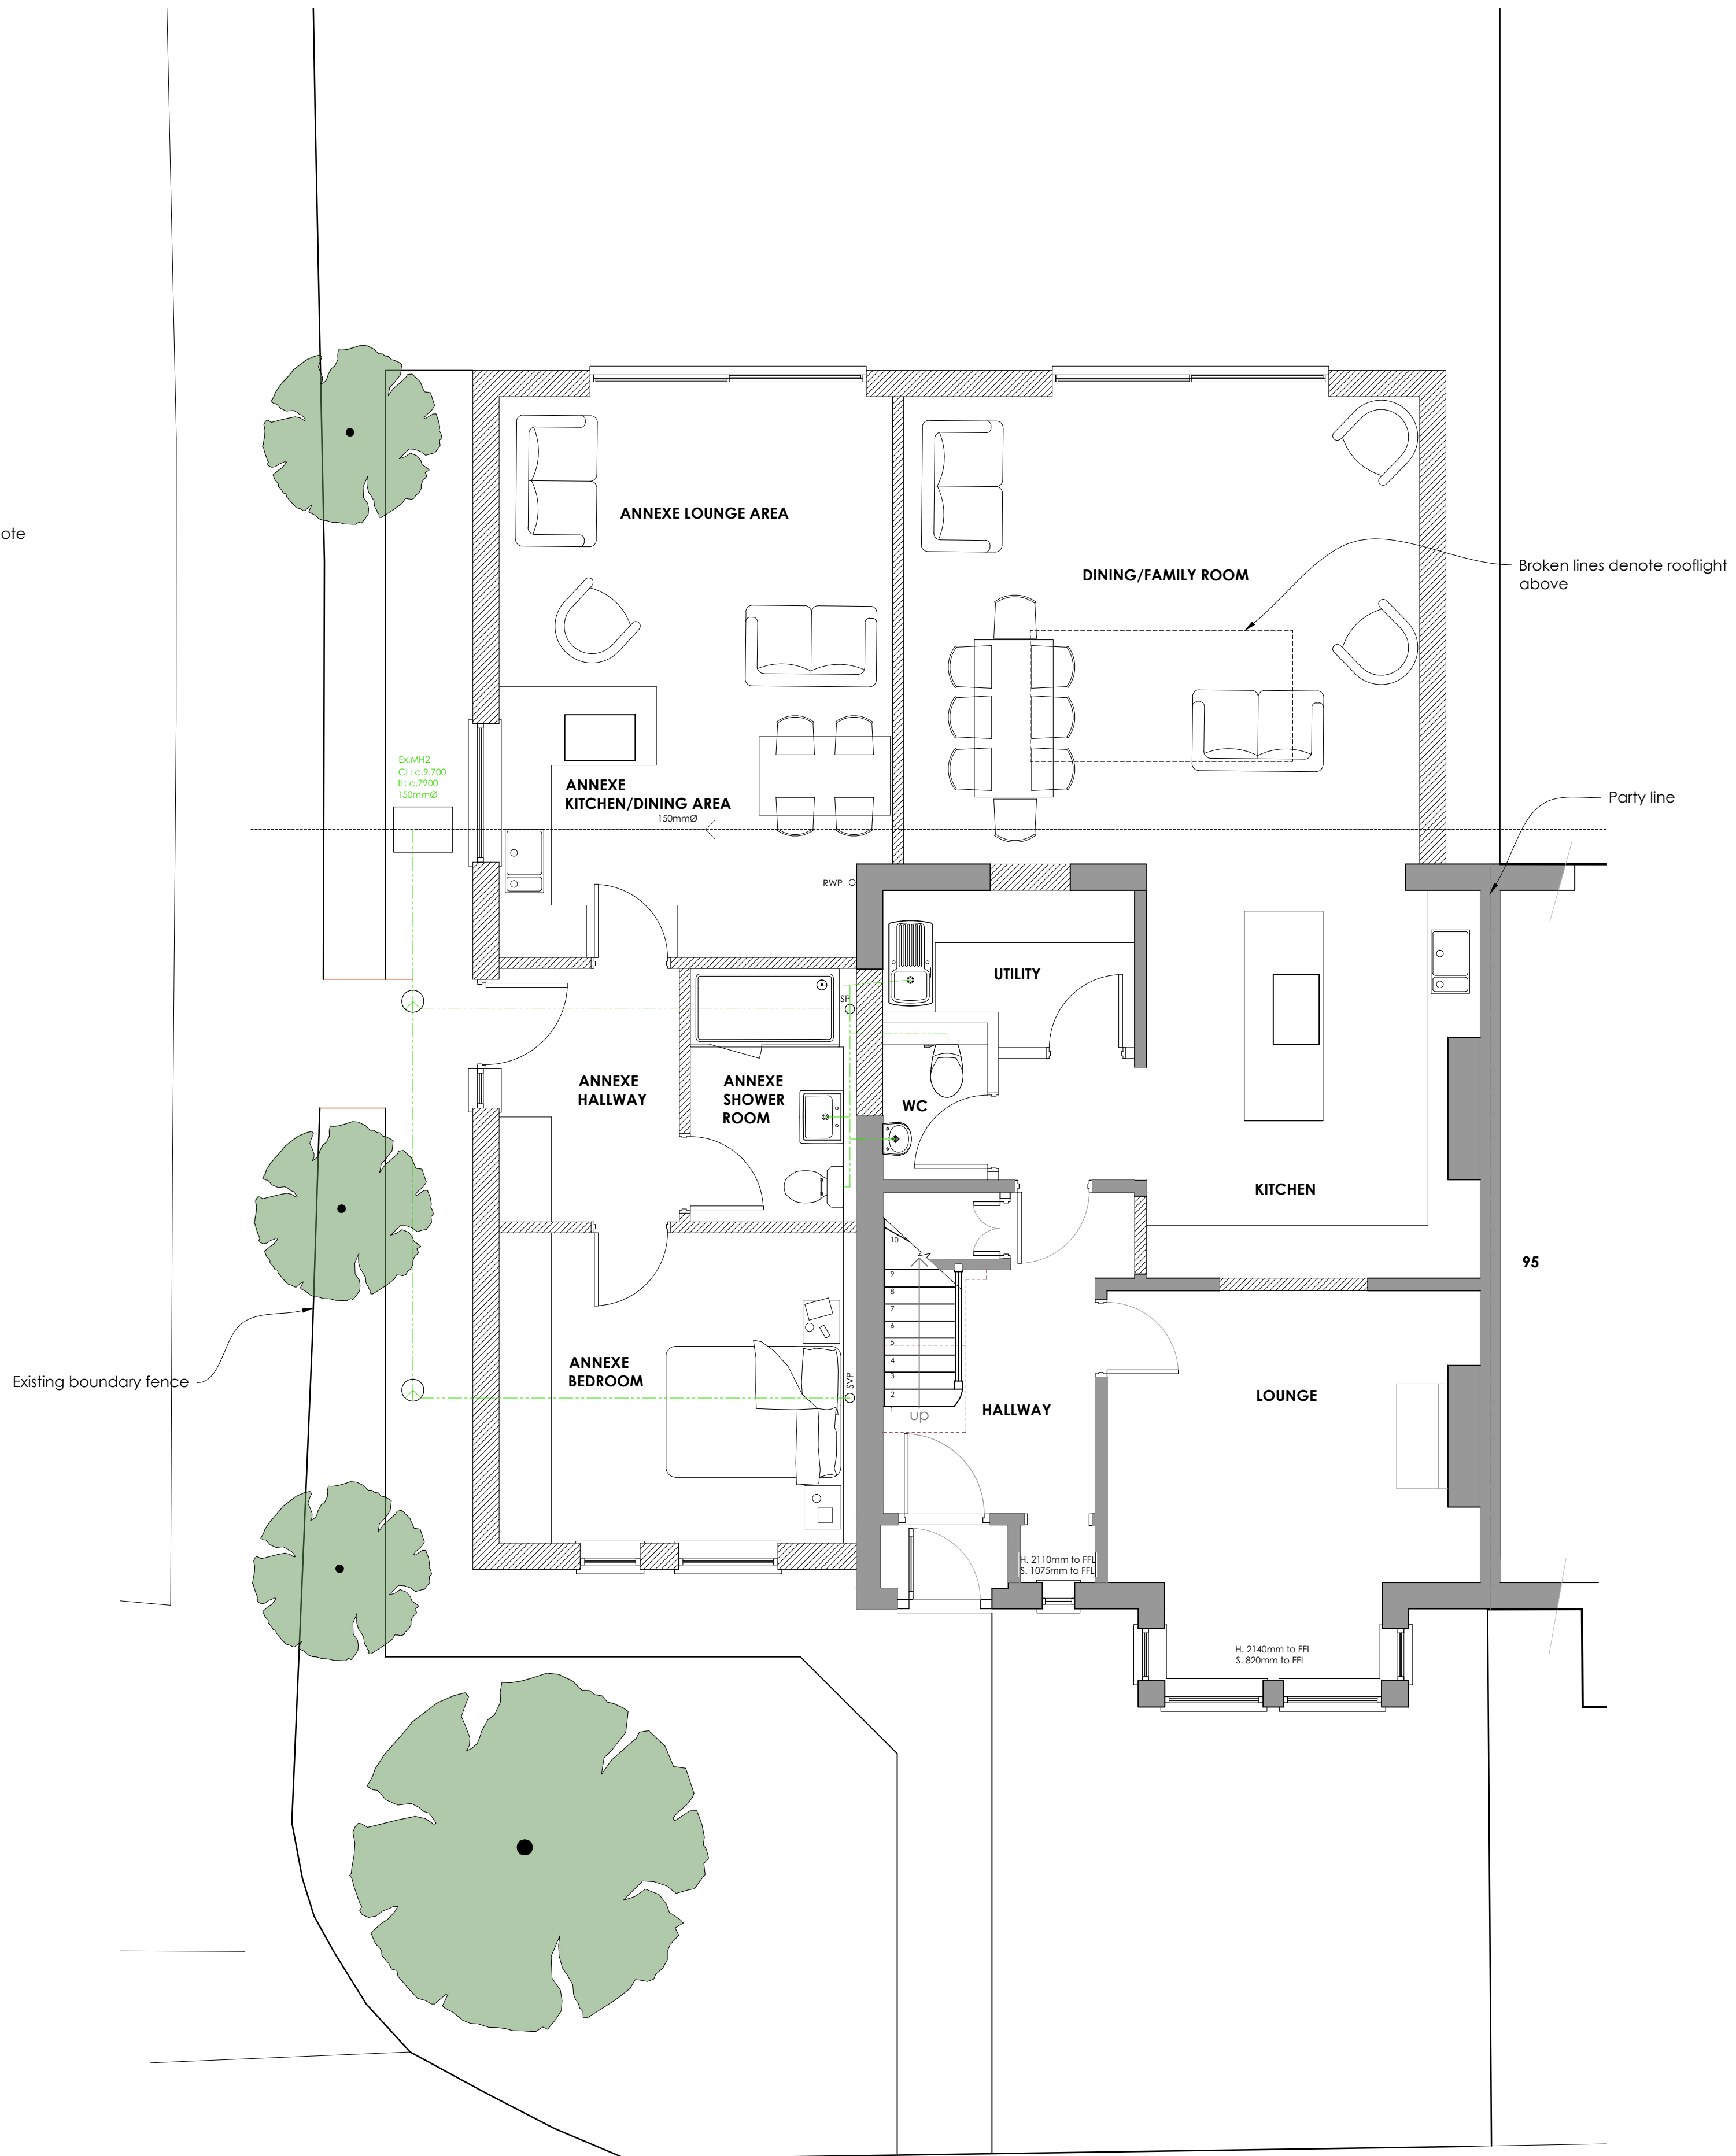 ote
ANNEXE LOUNGE AREA
DINING/FAMILY ROOM
Broken lines denote rooflight
above
Ex.MH2
CL: c.9.700
IL: c.7900
150mmØ
ANNEXE
KITCHEN/DINING AREA
150mmØ
Party line
RWP
UTILITY
SP
ANNEXE
HALLWAY
ANNEXE
SHOWER
ROOM
WC
KITCHEN
10
9
8
7
6
5
4
3
2
1
up
95
Existing boundary fence
ANNEXE
BEDROOM
SVP
HALLWAY
LOUNGE
H. 2110mm to FFL
S. 1075mm to FFL
H. 2140mm to FFL
S. 820mm to FFL